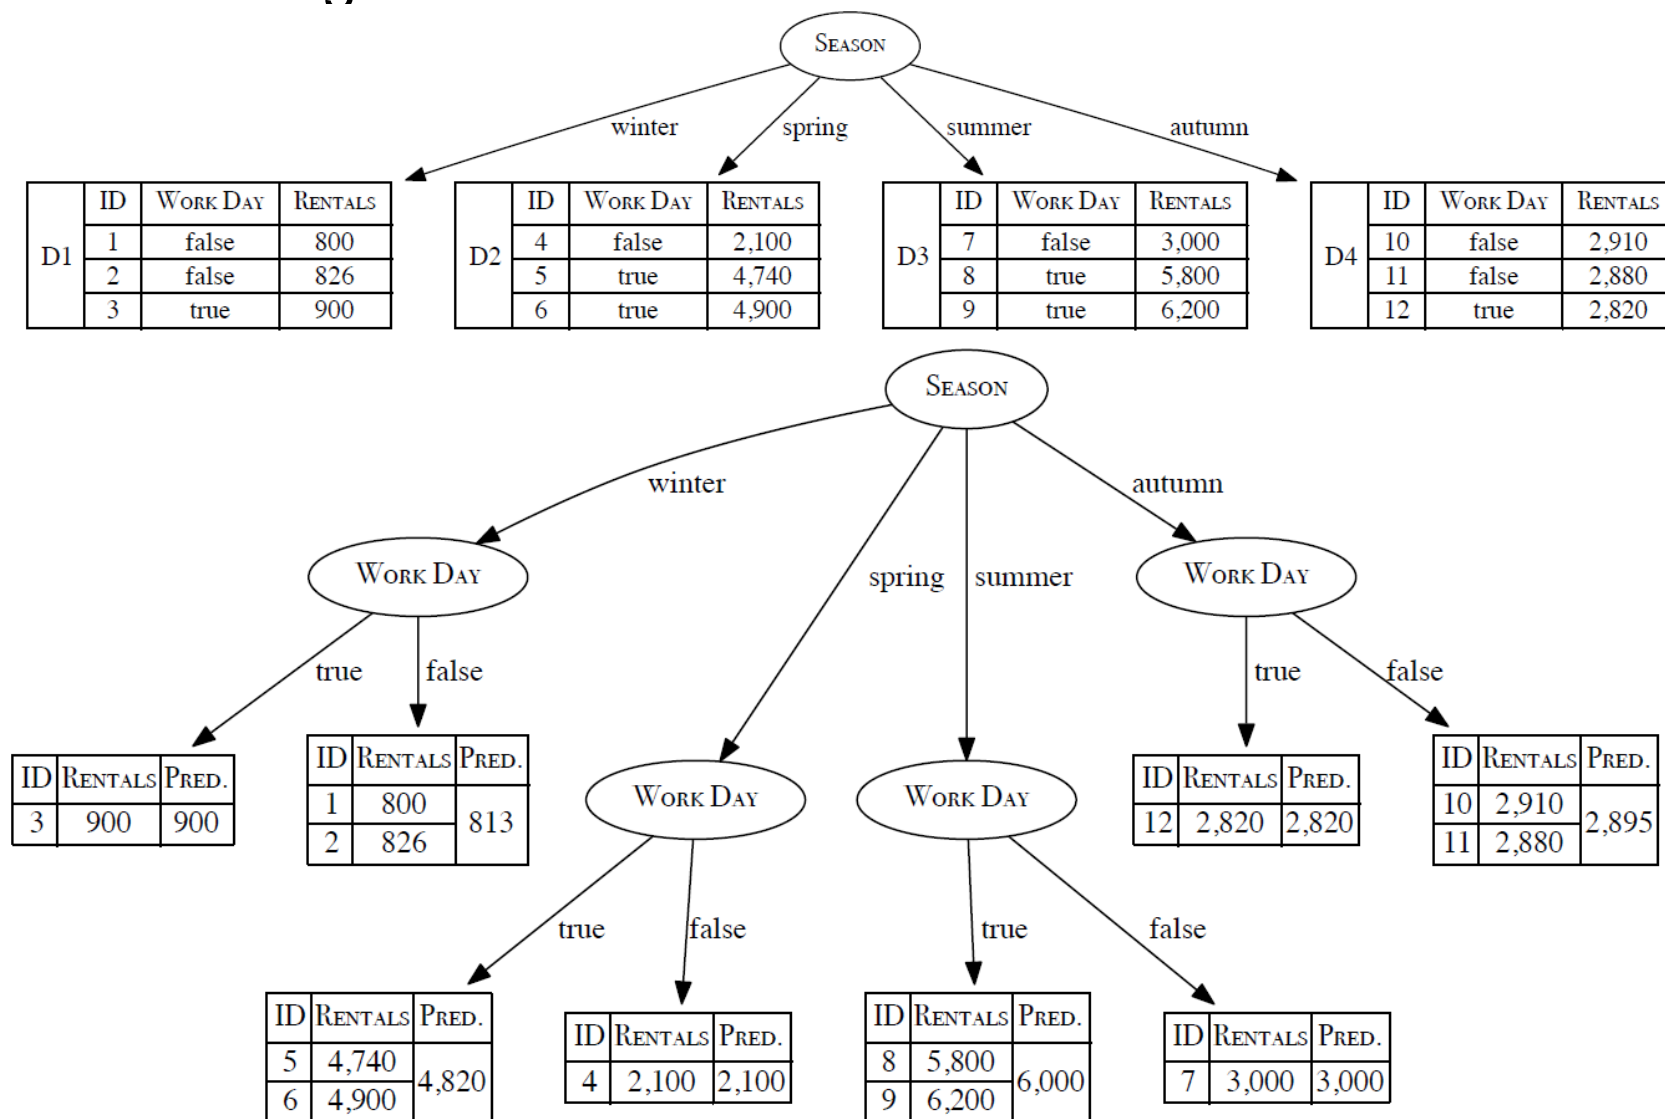 SEASON
winter spring summer autumn
ID WORK DAY RENTALS ID WORK DAY RENTALS ID WORK DAY RENTALS ID WORK DAY RENTALS
1 false 800 4 false 2,100 7 false 3,000 10 false 2,910
D1 2 false 826 D2 5 true 4,740 D3 8 true 5,800 D4 11 false 2,880
3 true 900 6 true 4,900 9 true 6,200 12 true 2,820
SEASON
winter autumn
WORK DAY spring summer WORK DAY
true false true false
ID RENTALS PRED. ID RENTALS PRED. ID RENTALS PRED. ID RENTALS PRED.
3 900 900 1 800 813 12 2,820 2,820 10 2,910 2,895
2 826 11 2,880
WORK DAY WORK DAY
true false true false
ID RENTALS PRED. ID RENTALS PRED. ID RENTALS PRED. ID RENTALS PRED.
5 4,740 4,820 4 2,100 2,100 8 5,800 6,000 7 3,000 3,000
6 4,900 9 6,200